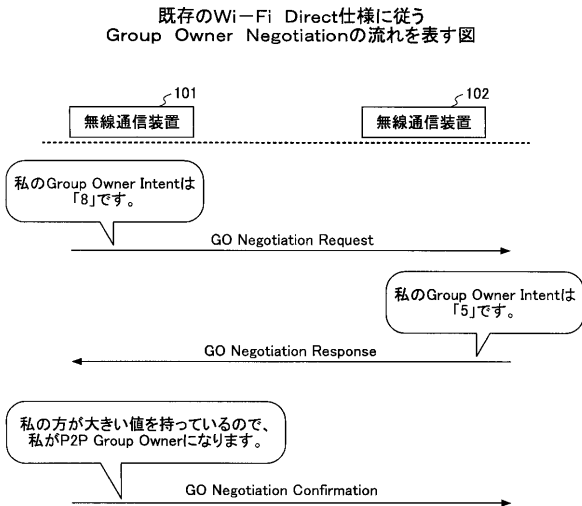 既存のWi－Fi Direct仕様に従う
Group Owner Negotiationの流れを表す図
101
102
無線通信装置
無線通信装置
私のGroup Owner Intentは
「8」です。
GO Negotiation Request
私のGroup Owner Intentは
「5」です。
GO Negotiation Response
私の方が大きい値を持っているので、
私がP2P Group Ownerになります。
GO Negotiation Confirmation